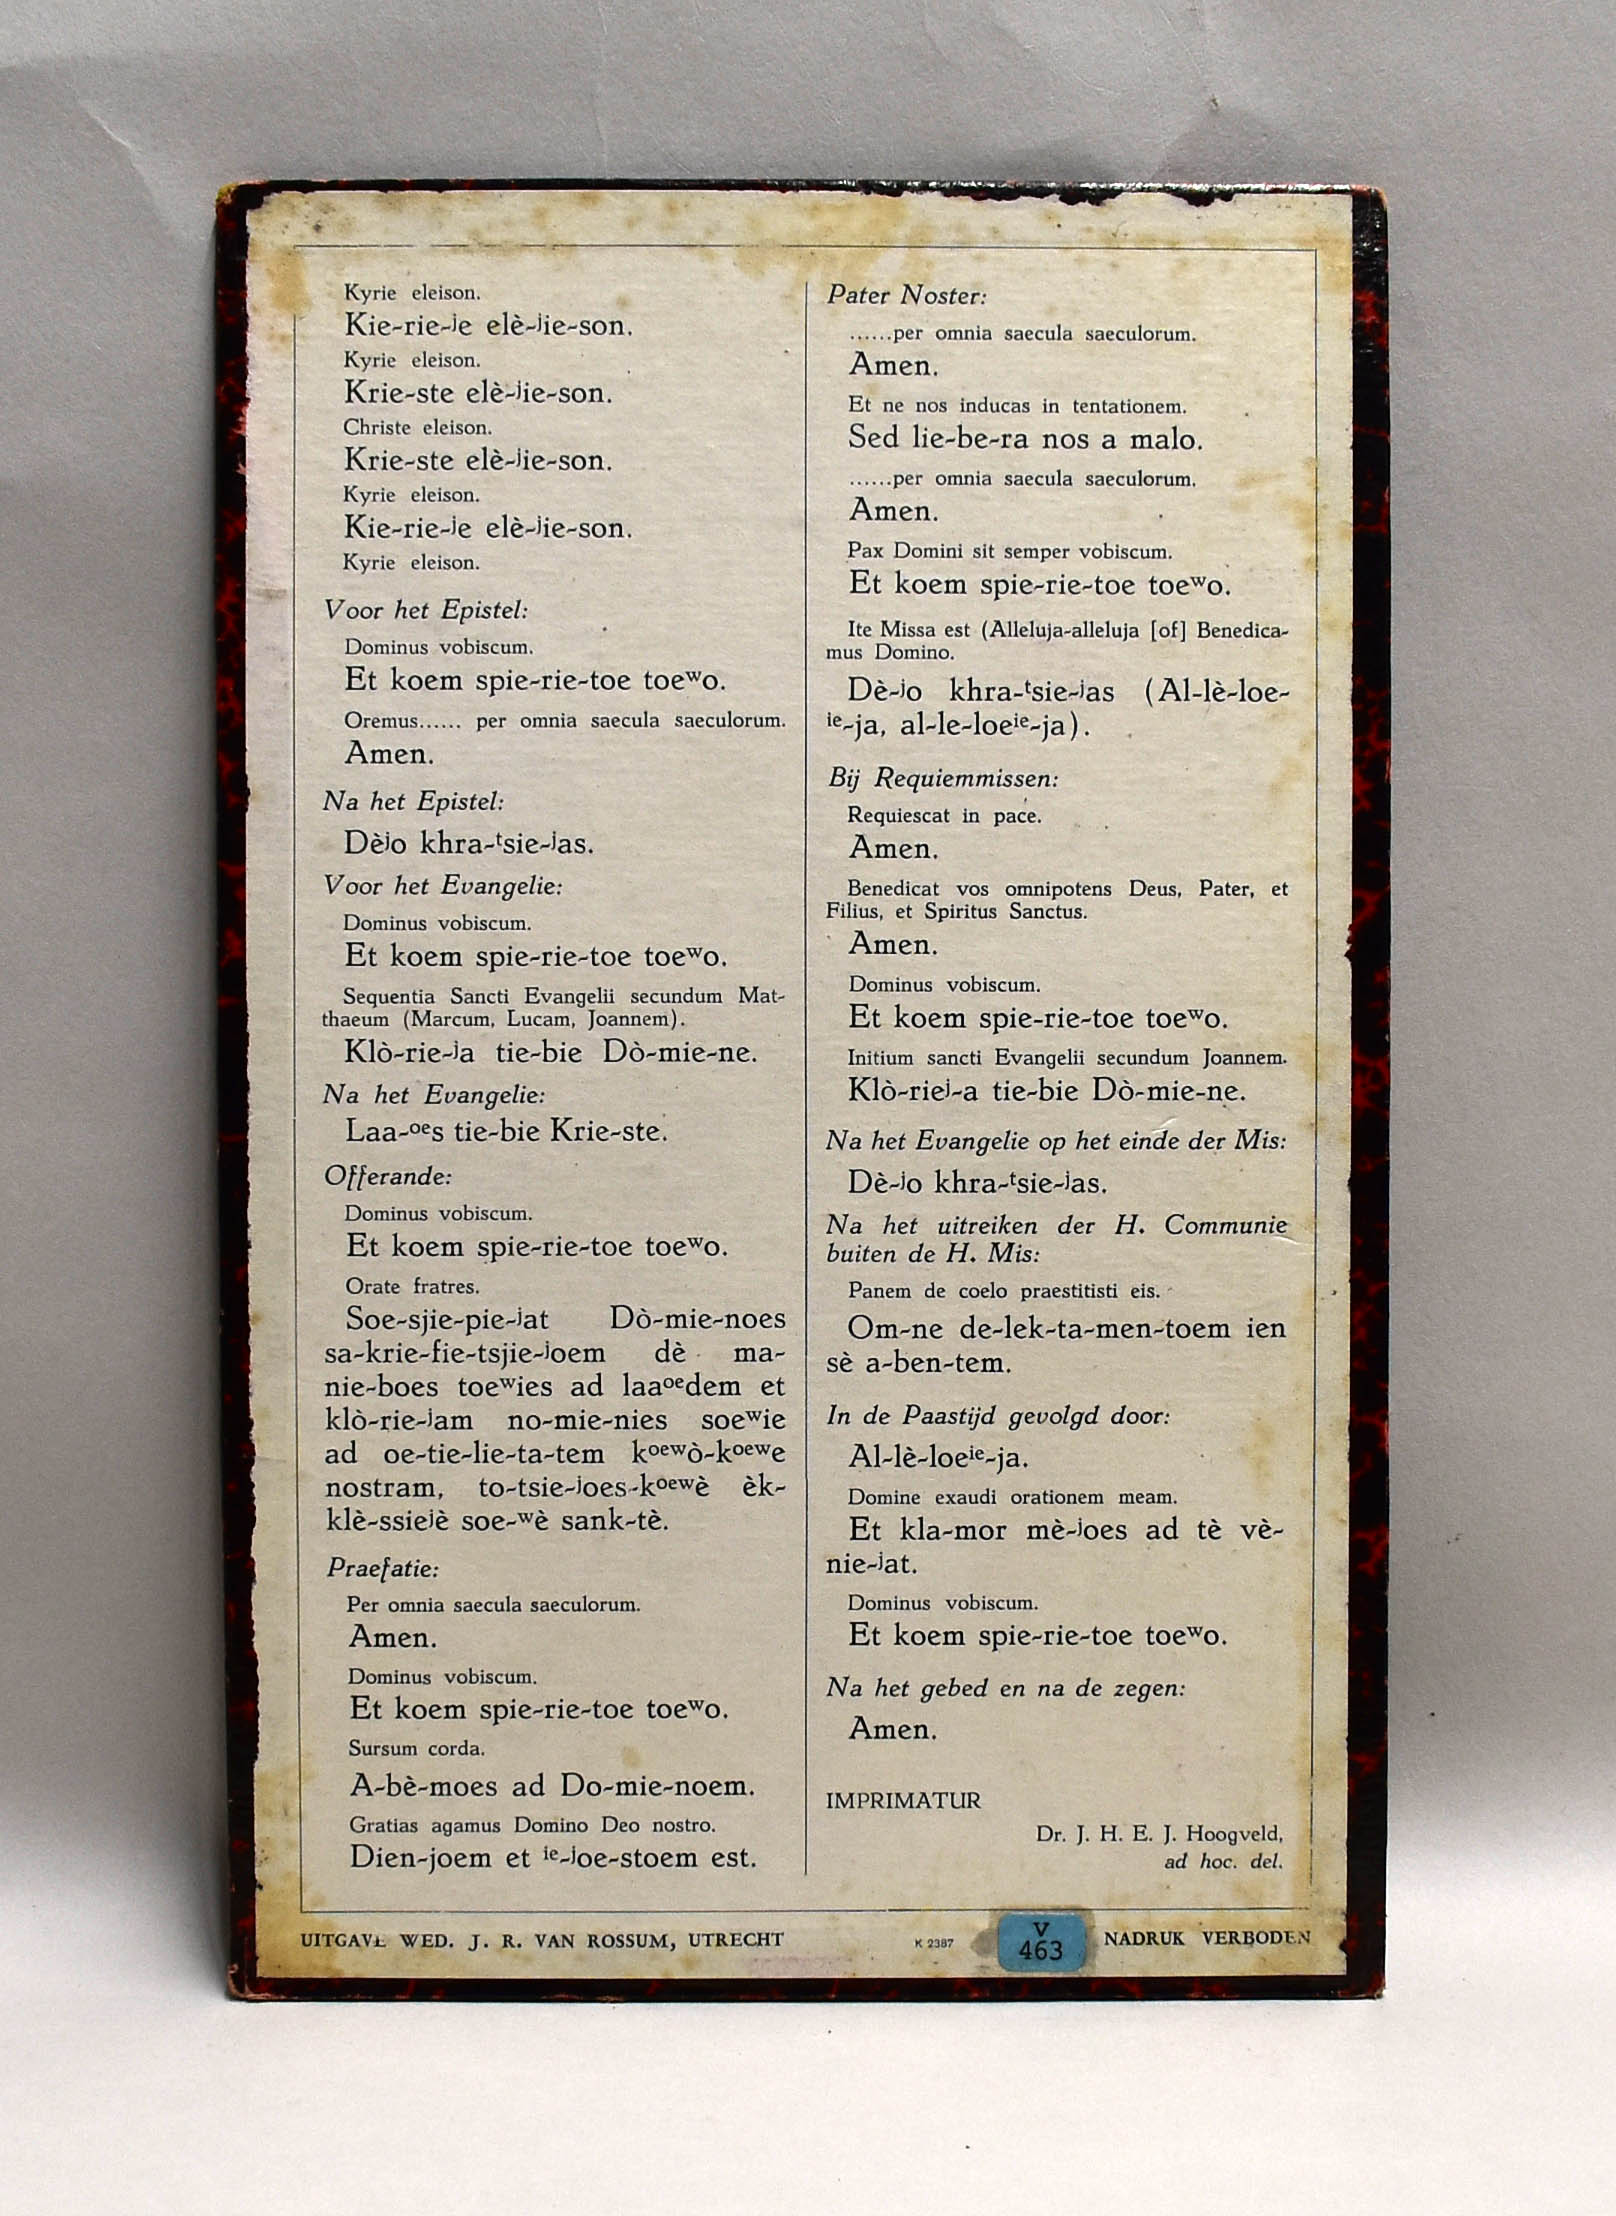 Kyrie eleison.
Kie-rie-ʲe elè-ʲie-son.
Kyrie eleison.
Krie-ste elè-ʲie-son.
Christe eleison.
Krie-ste elè-ʲie-son.
Kyrie eleison.
Kie-rie-ʲe elè-ʲie-son.
Kyrie eleison.
Voor het Epistel:
Dominus vobiscum.
Et koem spie-rie-toe toeʷo.
Oremus...... per omnia saecula saeculorum.
Amen.
Na het Epistel:
Dèʲo khra-ᵗsie-ʲas.
Voor het Evangelie:
Dominus vobiscum.
Et koem spie-rie-toe toeʷo.
Sequentia Sancti Evangelii secundum Mat-
thaeum (Marcum, Lucam, Joannem).
Klò-rie-ʲa tie-bie Dò-mie-ne.
Na het Evangelie:
Laa-ᵒᵉs tie-bie Krie-ste.
Offerande:
Dominus vobiscum.
Et koem spie-rie-toe toeʷo.
Orate fratres.
Soe-sjie-pie-ʲat Dò-mie-noes
sa-krie-fie-tsjie-ʲoem dè ma-
nie-boes toeʷies ad laaᵒᵉdem et
klò-rie-ʲam no-mie-nies soeʷie
ad oe-tie-lie-ta-tem kᵒᵉʷò-kᵒᵉʷe
nostram, to-tsie-ʲoes-kᵒᵉʷè èk-
klè-ssieʲè soe-ʷè sank-tè.
Praefatie:
Per omnia saecula saeculorum.
Amen.
Dominus vobiscum.
Et koem spie-rie-toe toeʷo.
Sursum corda.
A-bè-moes ad Do-mie-noem.
Gratias agamus Domino Deo nostro.
Dien-joem et ⁱᵉ-ʲoe-stoem est.
Pater Noster:
......per omnia saecula saeculorum.
Amen.
Et ne nos inducas in tentationem.
Sed lie-be-ra nos a malo.
......per omnia saecula saeculorum.
Amen.
Pax Domini sit semper vobiscum.
Et koem spie-rie-toe toeʷo.
Ite Missa est (Alleluja-alleluja [of] Benedica-
mus Domino.
Dè-ʲo khra-ᵗsie-ʲas (Al-lè-loe-
ⁱᵉ-ja, al-le-loeⁱᵉ-ja).
Bij Requiemmissen:
Requiescat in pace.
Amen.
Benedicat vos omnipotens Deus, Pater, et
Filius, et Spiritus Sanctus.
Amen.
Dominus vobiscum.
Et koem spie-rie-toe toeʷo.
Initium sancti Evangelii secundum Joannem.
Klò-rieʲ-a tie-bie Dò-mie-ne.
Na het Evangelie op het einde der Mis:
Dè-ʲo khra-ᵗsie-ʲas.
Na het uitreiken der H. Communie
buiten de H. Mis:
Panem de coelo praestitisti eis.
Om-ne de-lek-ta-men-toem ien
sè a-ben-tem.
In de Paastijd gevolgd door:
Al-lè-loeⁱᵉ-ja.
Domine exaudi orationem meam.
Et kla-mor mè-ʲoes ad tè vè-
nie-ʲat.
Dominus vobiscum.
Et koem spie-rie-toe toeʷo.
Na het gebed en na de zegen:
Amen.
IMPRIMATUR
Dr. J. H. E. J. Hoogveld,
ad hoc. del.
UITGAVE WED. J. R. VAN ROSSUM, UTRECHT K 2387 NADRUK VERBODEN
V
463